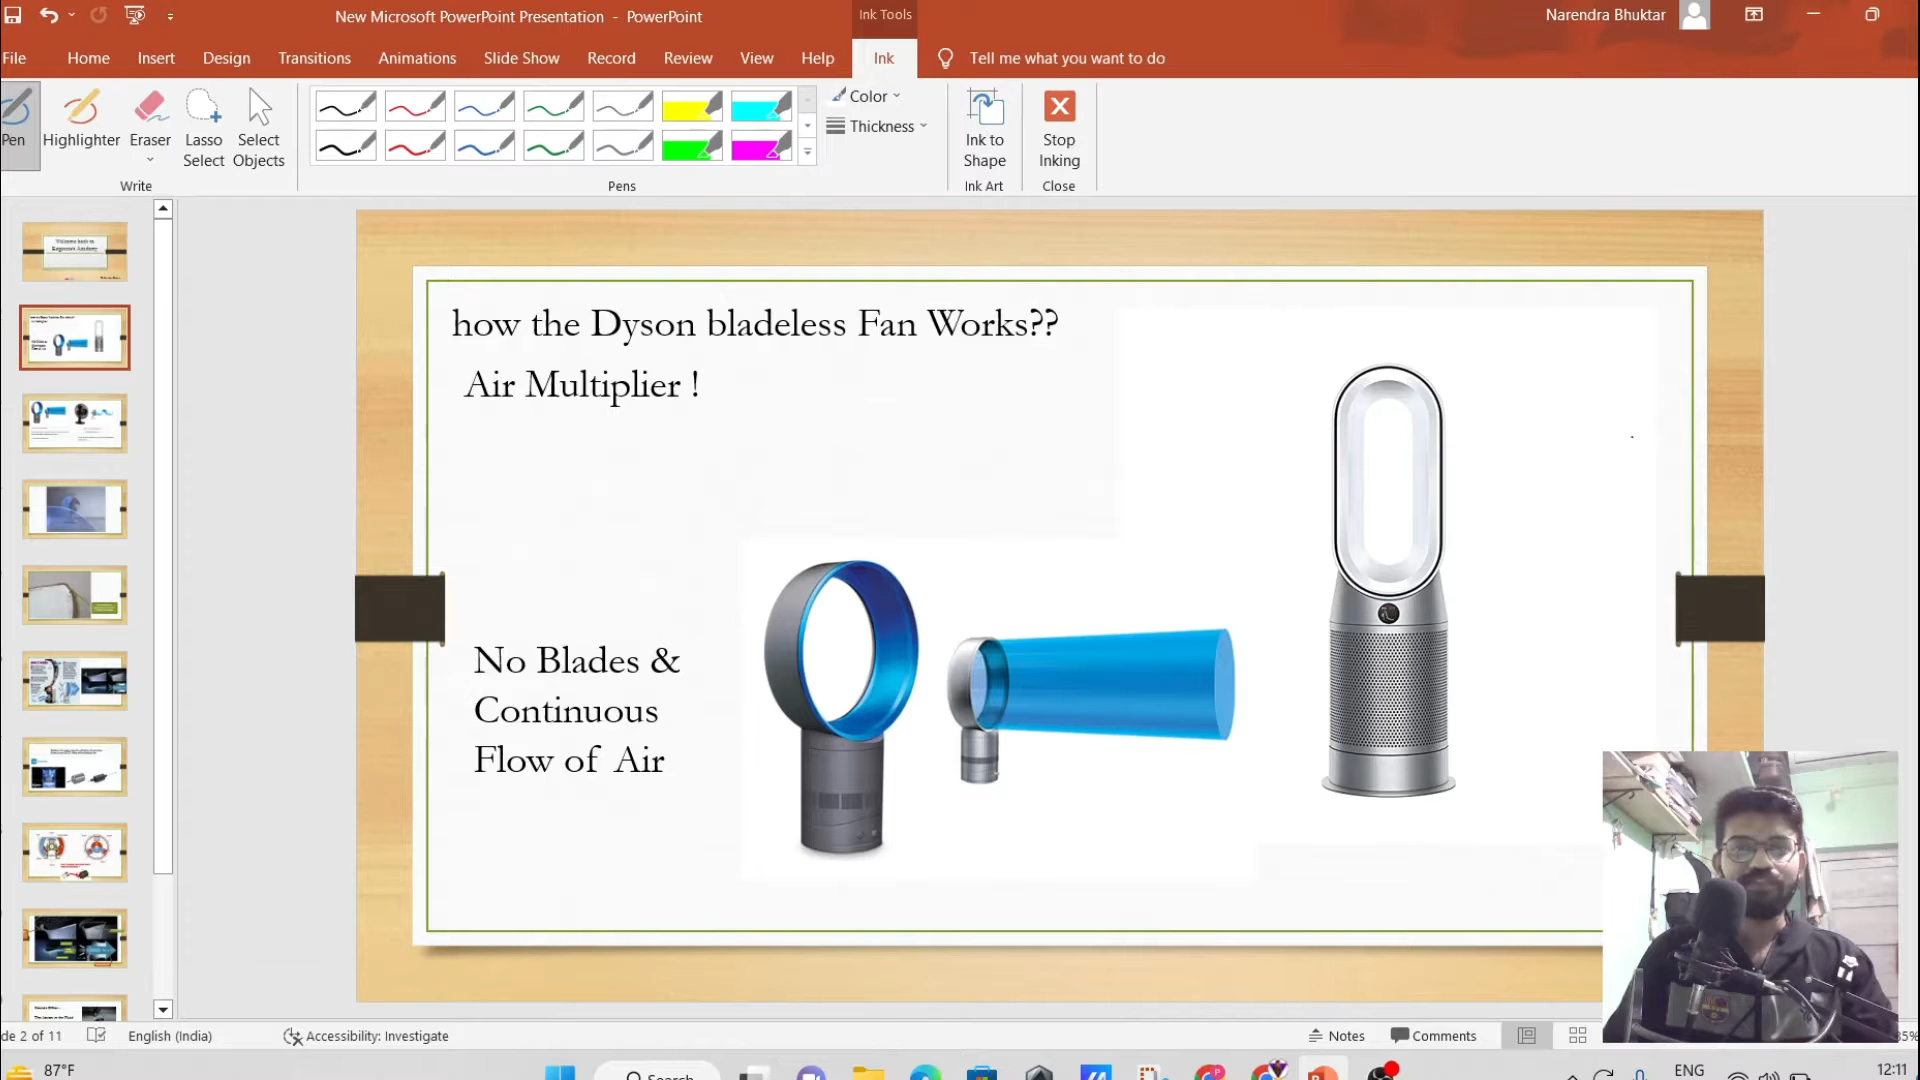 New Microsoft PowerPoint Presentation - PowerPoint
Ink Tools
Narendra Bhuktar
File Home Insert Design Transitions Animations Slide Show Record Review View Help Ink Tell me what you want to do
Pen
Highlighter
Eraser
Lasso Select
Select Objects
Color
Thickness
Ink to Shape
Stop Inking
Write
Pens
Ink Art
Close
how the Dyson bladeless Fan Works??
Air Multiplier !
No Blades &
Continuous
Flow of Air
de 2 of 11
English (India)
Accessibility: Investigate
Notes
Comments
35%
87°F
Search
ENG
12:11